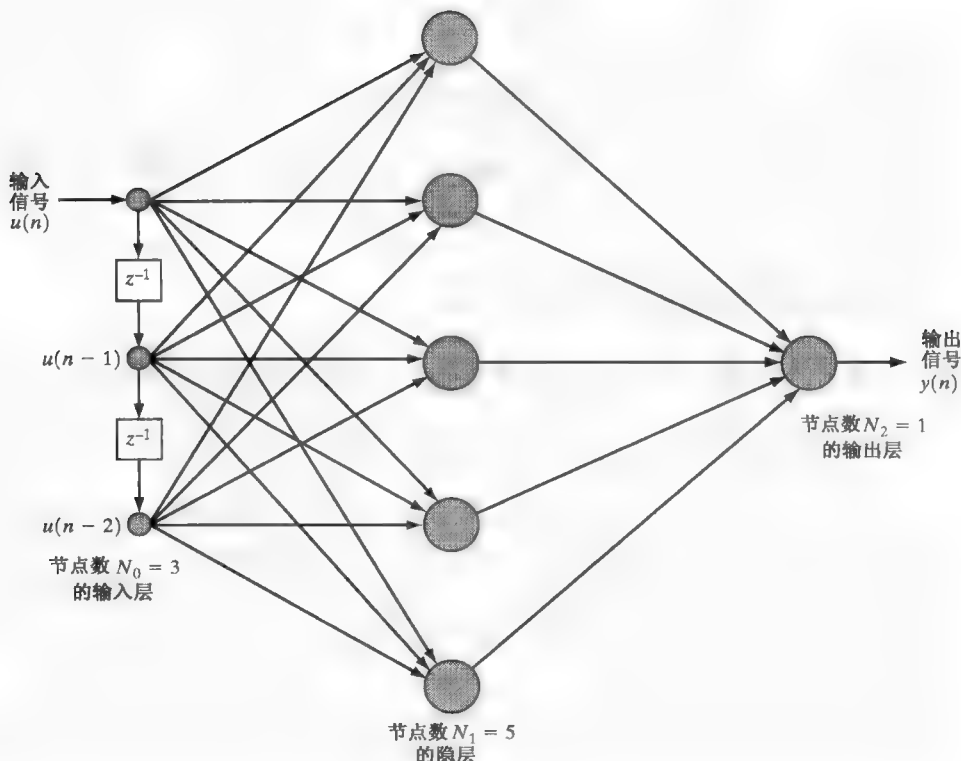 输入
信号
u(n)
z⁻¹
u(n − 1)
z⁻¹
u(n − 2)
节点数 N₀ = 3
的输入层
节点数 N₁ = 5
的隐层
输出
信号
y(n)
节点数 N₂ = 1
的输出层